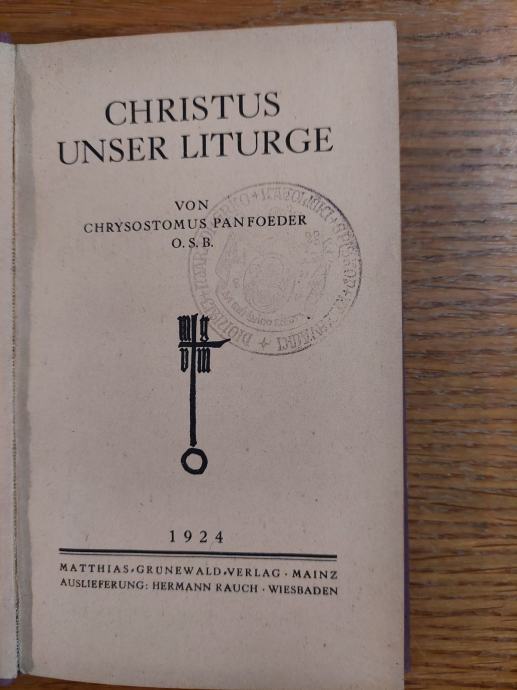 CHRISTUS
UNSER LITURGE
VON
CHRYSOSTOMUS PANFOEDER
O. S. B.
m g
v m
1924
MATTHIAS-GRÜNEWALD-VERLAG · MAINZ
AUSLIEFERUNG: HERMANN RAUCH · WIESBADEN